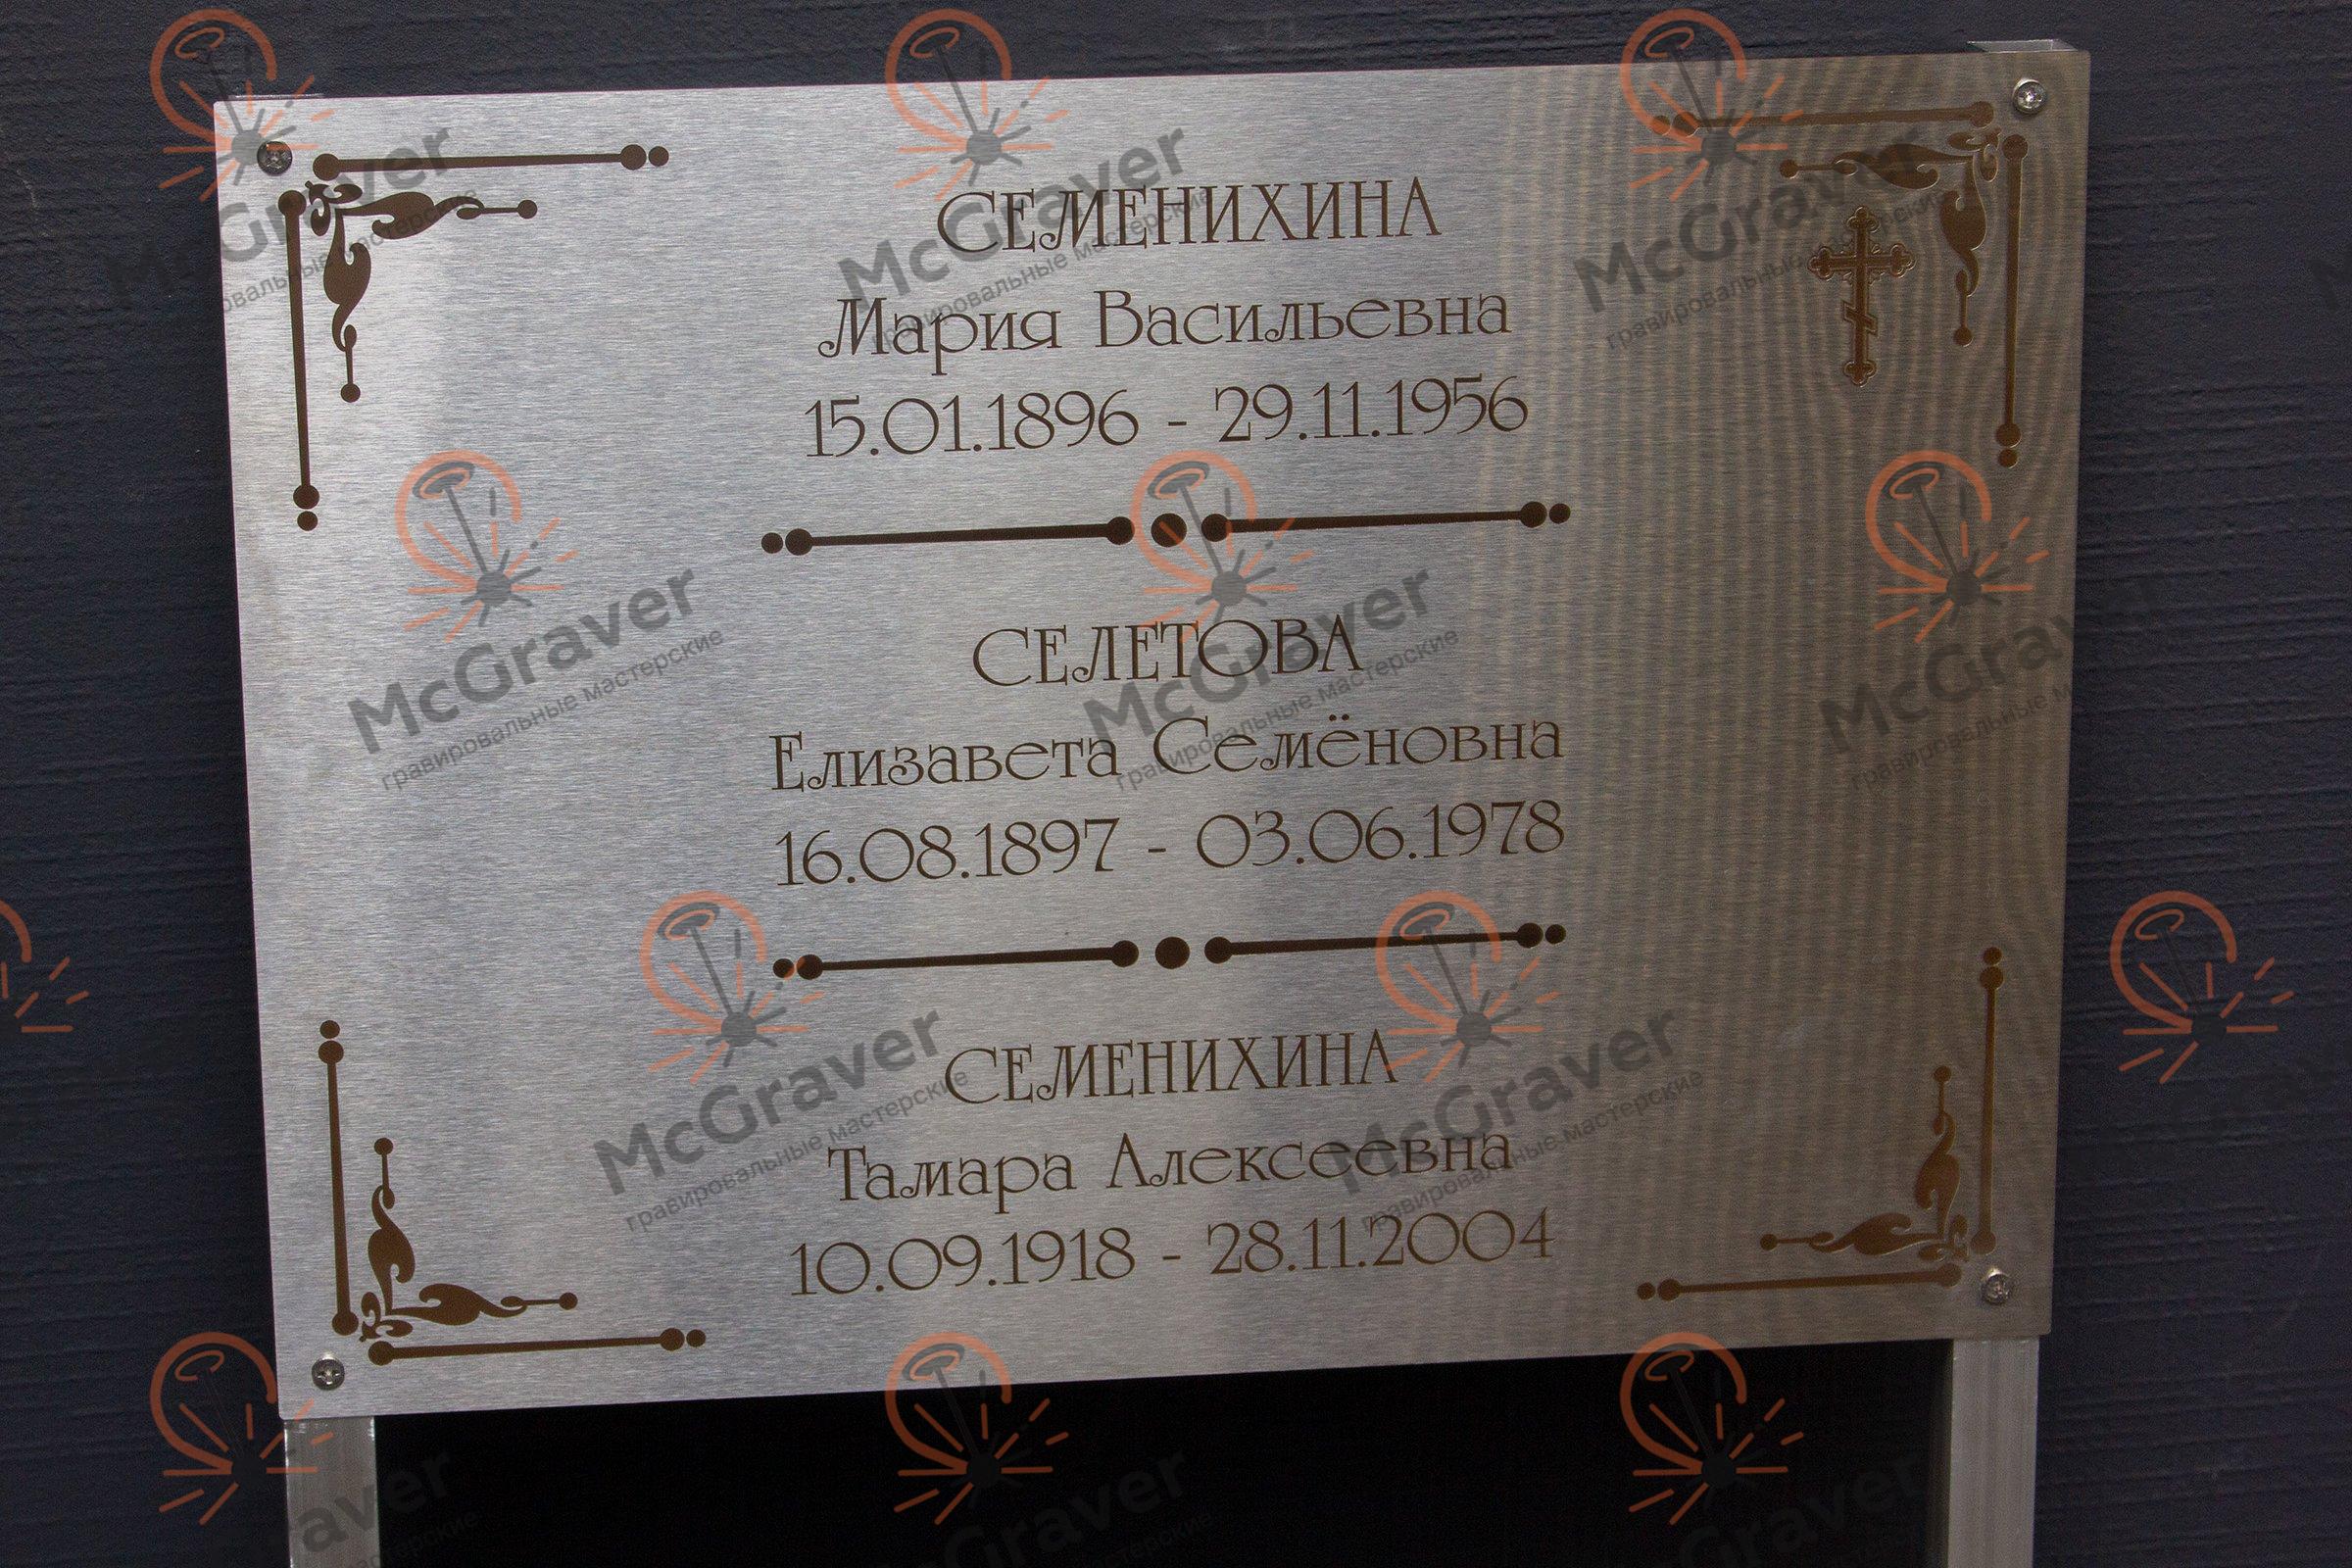 СЕМЕНИХИНА
Мария Васильевна
15.01.1896 - 29.11.1956
СЕЛЕТОВА
Елизавета Семёновна
16.08.1897 - 03.06.1978
СЕМЕНИХИНА
Тамара Алексеевна
10.09.1918 - 28.11.2004
McGraver
гравировальные мастерские